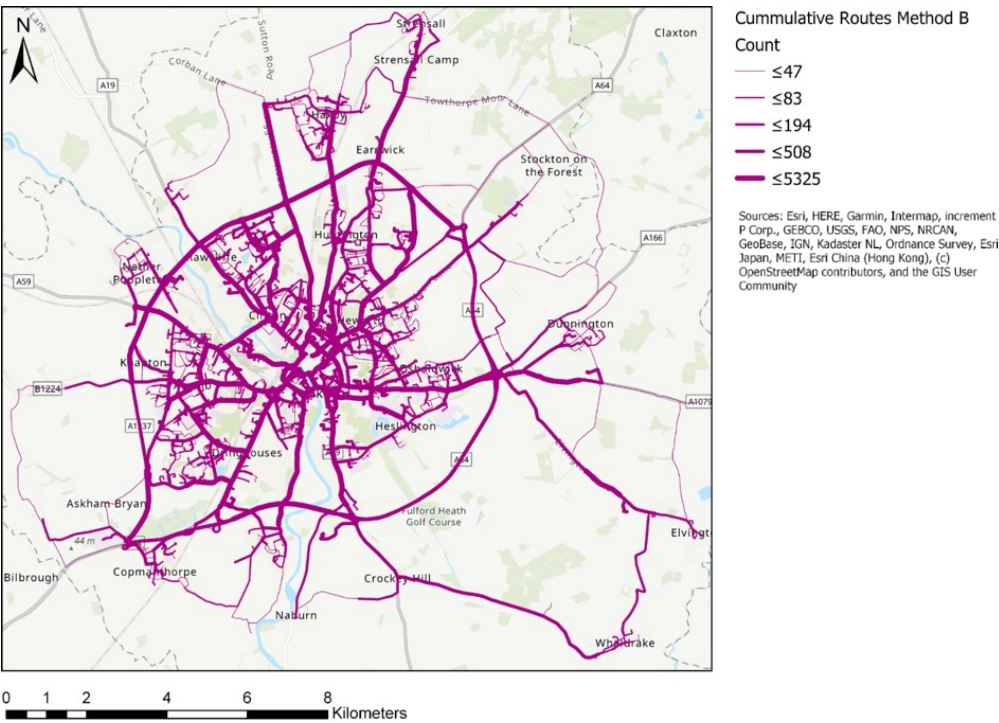 Cummulative Routes Method B
Count
≤47
≤83
≤194
≤508
≤5325
Sources: Esri, HERE, Garmin, Intermap, increment
P Corp., GEBCO, USGS, FAO, NPS, NRCAN,
GeoBase, IGN, Kadaster NL, Ordnance Survey, Esri
Japan, METI, Esri China (Hong Kong), (c)
OpenStreetMap contributors, and the GIS User
Community
N
Strensall
Claxton
Sutton Road
Strensall Camp
Corban Lane
A19
A64
Towthorpe Moor Lane
Haxby
Earswick
Stockton on
the Forest
A166
Huntington
Rawcliffe
Nether
Poppleton
A59
Clifton
Heworth
Dunnington
Knapton
Osbaldwick
B1224
A1079
Heslington
A1237
Dringhouses
A64
Askham Bryan
Fulford Heath
Golf Course
44 m
Elvington
Bilbrough
Copmanthorpe
Crockey Hill
Naburn
Wheldrake
0 1 2 4 6 8
Kilometers